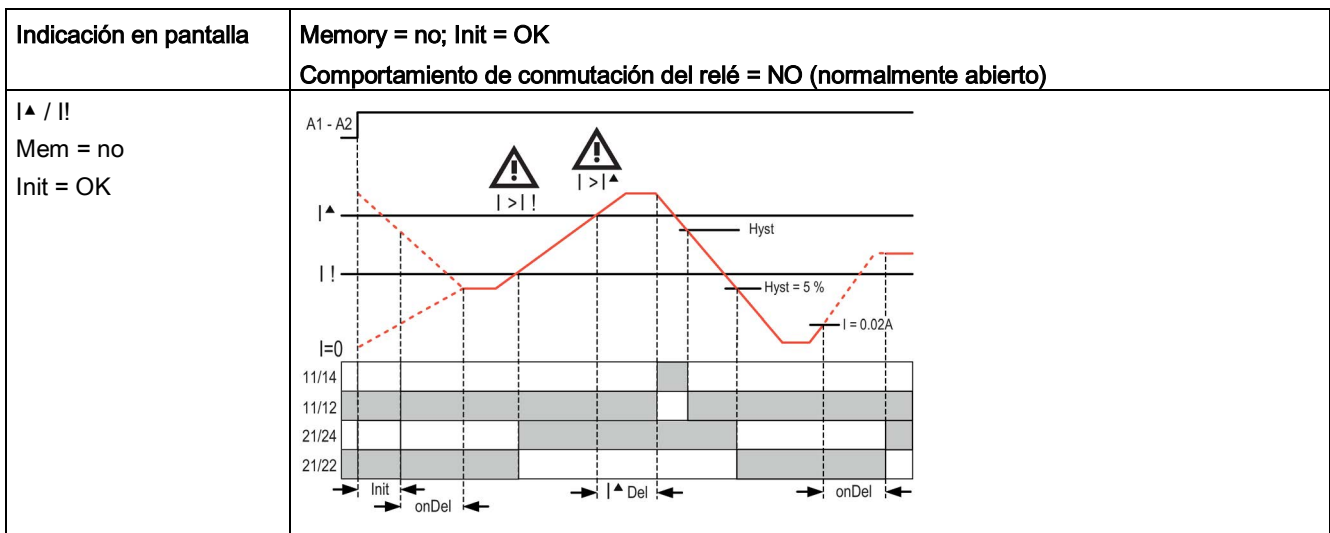 Indicación en pantalla
Memory = no; Init = OK
Comportamiento de conmutación del relé = NO (normalmente abierto)
I▲ / I!
Mem = no
Init = OK
A1 - A2
I >I !
I >I▲
I▲
Hyst
I !
Hyst = 5 %
I = 0.02A
I=0
11/14
11/12
21/24
21/22
Init
I▲ Del
onDel
onDel